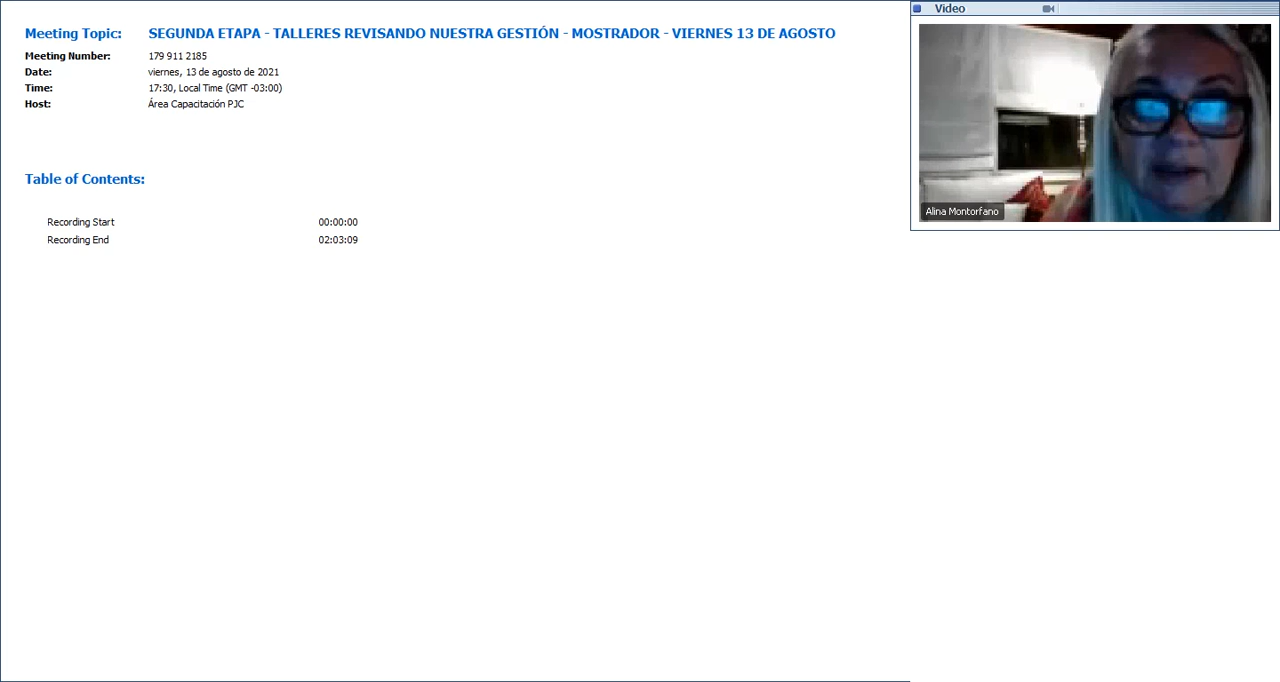 Meeting Topic: SEGUNDA ETAPA - TALLERES REVISANDO NUESTRA GESTIÓN - MOSTRADOR - VIERNES 13 DE AGOSTO
Meeting Number: 179 911 2185
Date: viernes, 13 de agosto de 2021
Time: 17:30, Local Time (GMT -03:00)
Host: Área Capacitación PJC
Table of Contents:
Recording Start 00:00:00
Recording End 02:03:09
Video
Alina Montorfano